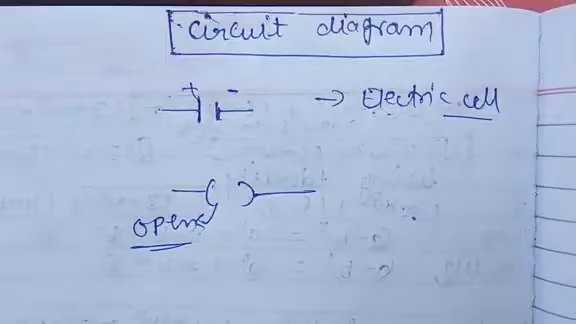 circuit diagram
+ -
→ Electric cell
open